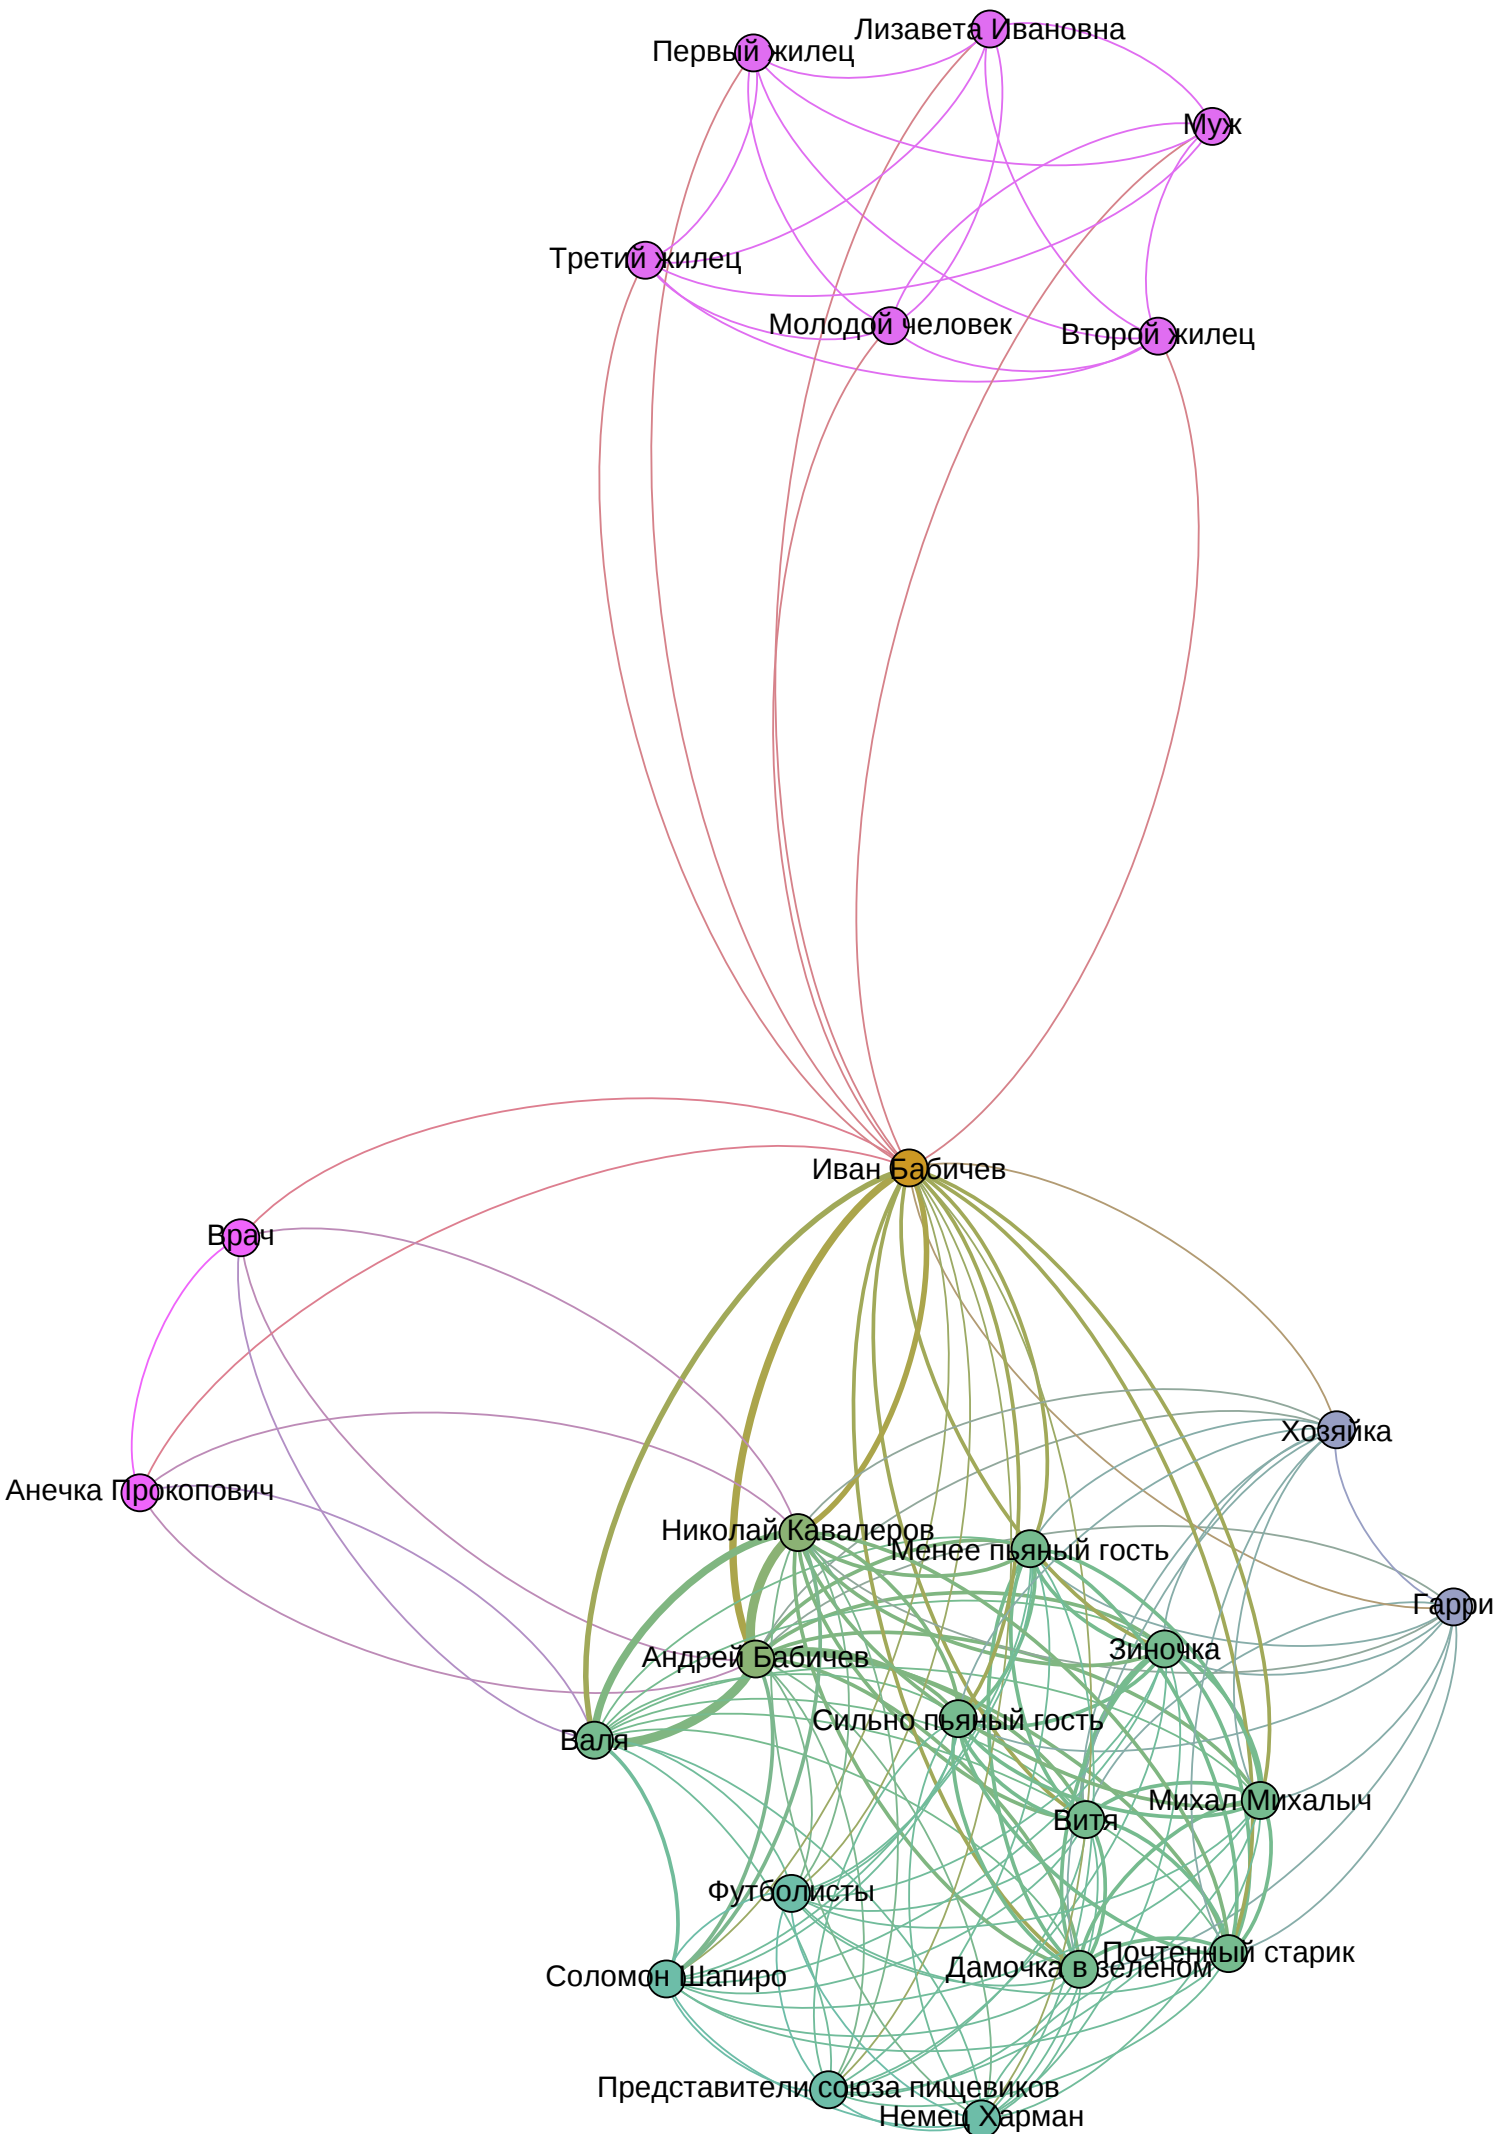 Лизавета Ивановна
Первый жилец
Муж
Третий жилец
Молодой человек
Второй жилец
Иван Бабичев
Врач
Хозяйка
Анечка Прокопович
Николай Кавалеров
Менее пьяный гость
Гарри
Зиночка
Андрей Бабичев
Сильно пьяный гость
Валя
Михал Михалыч
Витя
Футболисты
Почтенный старик
Дамочка в зеленом
Соломон Шапиро
Представители союза пищевиков
Немец Харман